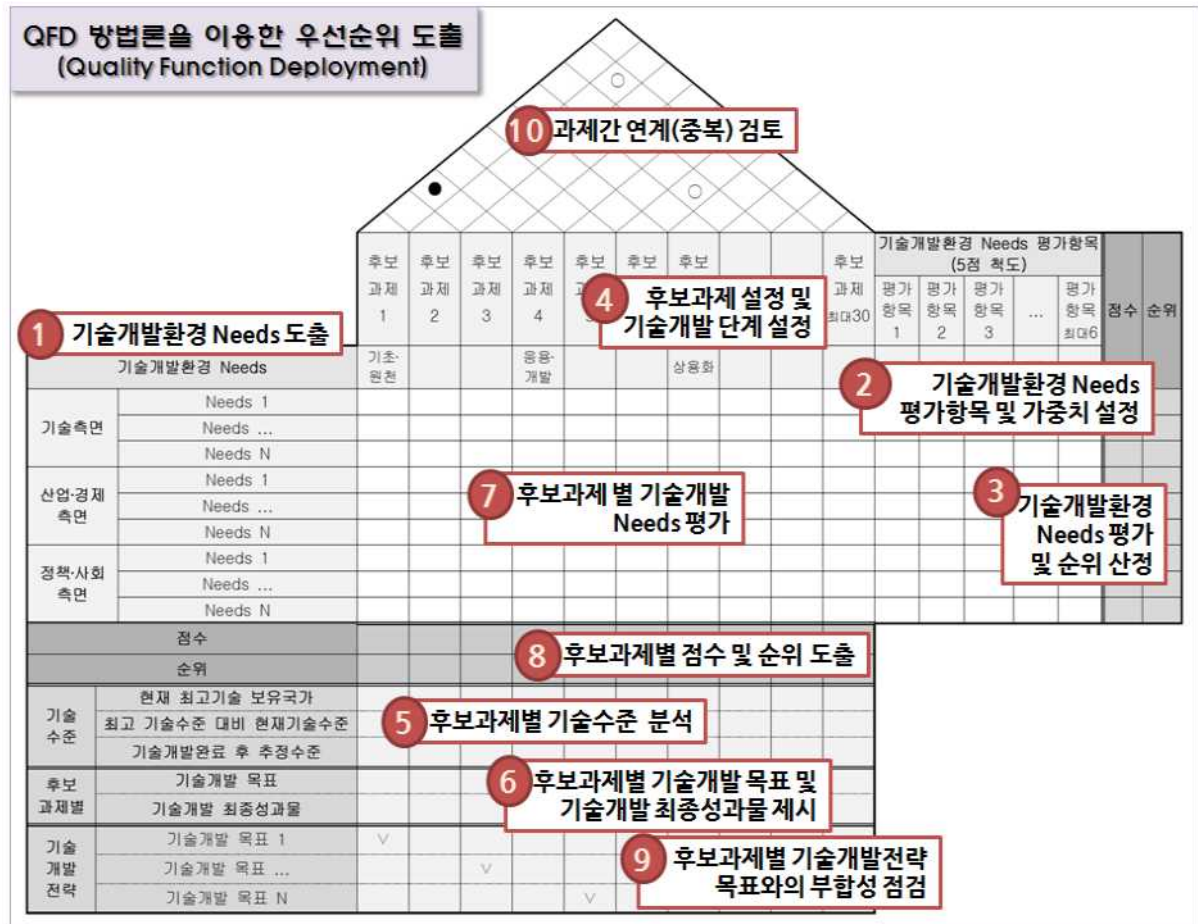 QFD 방법론을 이용한 우선순위 도출
(Quality Function Deployment)
10 과제간 연계(중복) 검토
후보 과제 1
후보 과제 2
후보 과제 3
후보 과제 4
후보
후보
후보
후보 과제 최대30
4 후보과제 설정 및
기술개발 단계 설정
기술개발환경 Needs 평가항목
(5점 척도)
평가 항목 1
평가 항목 2
평가 항목 3
...
평가 항목 최대6
점수
순위
1 기술개발환경 Needs 도출
기술개발환경 Needs
기초·
원천
응용·
개발
상용화
2 기술개발환경 Needs
평가항목 및 가중치 설정
기술측면
Needs 1
Needs ...
Needs N
산업·경제
측면
Needs 1
Needs ...
Needs N
7 후보과제 별 기술개발
Needs 평가
3 기술개발환경
Needs 평가
및 순위 산정
정책·사회
측면
Needs 1
Needs ...
Needs N
점수
순위
8 후보과제별 점수 및 순위 도출
기술
수준
현재 최고기술 보유국가
최고 기술수준 대비 현재기술수준
기술개발완료 후 추정수준
5 후보과제별 기술수준 분석
후보
과제별
기술개발 목표
기술개발 최종성과물
6 후보과제별 기술개발 목표 및
기술개발 최종성과물 제시
기술
개발
전략
기술개발 목표 1
V
기술개발 목표 ...
V
기술개발 목표 N
V
9 후보과제별 기술개발전략
목표와의 부합성 점검